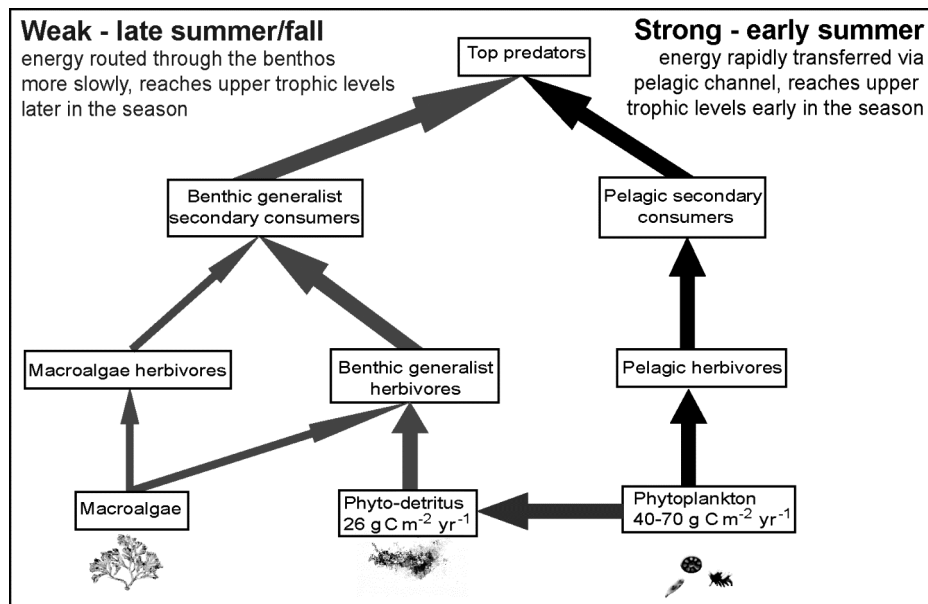 Weak - late summer/fall
energy routed through the benthos
more slowly, reaches upper trophic levels
later in the season
Strong - early summer
energy rapidly transferred via
pelagic channel, reaches upper
trophic levels early in the season
Top predators
Benthic generalist
secondary consumers
Pelagic secondary
consumers
Macroalgae herbivores
Benthic generalist
herbivores
Pelagic herbivores
Macroalgae
Phyto-detritus
26 g C m⁻² yr⁻¹
Phytoplankton
40-70 g C m⁻² yr⁻¹